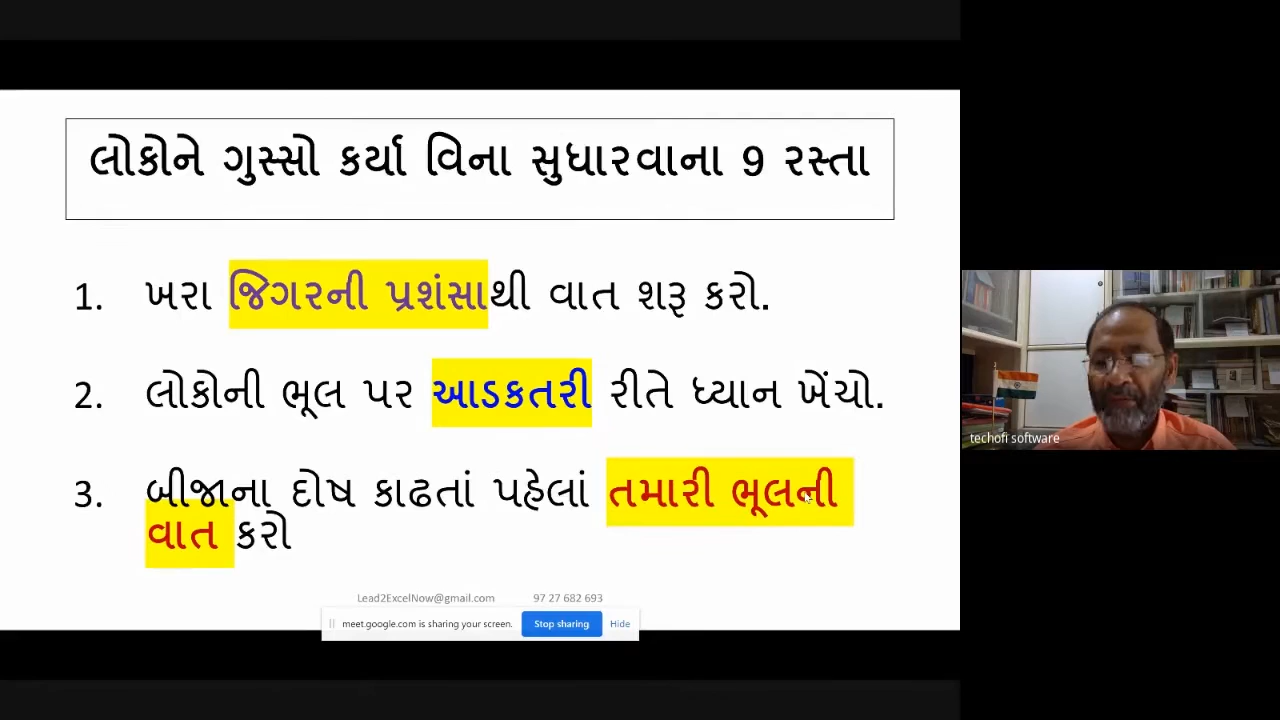 લોકોને ગુસ્સો કર્યા વિના સુધારવાના 9 રસ્તા
1. ખરા જિગરની પ્રશંસાથી વાત શરૂ કરો.
2. લોકોની ભૂલ પર આડકતરી રીતે ધ્યાન ખેંચો.
3. બીજાના દોષ કાઢતાં પહેલાં તમારી ભૂલની
વાત કરો
Lead2ExcelNow@gmail.com 97 27 682 693
meet.google.com is sharing your screen. Stop sharing Hide
techofi software